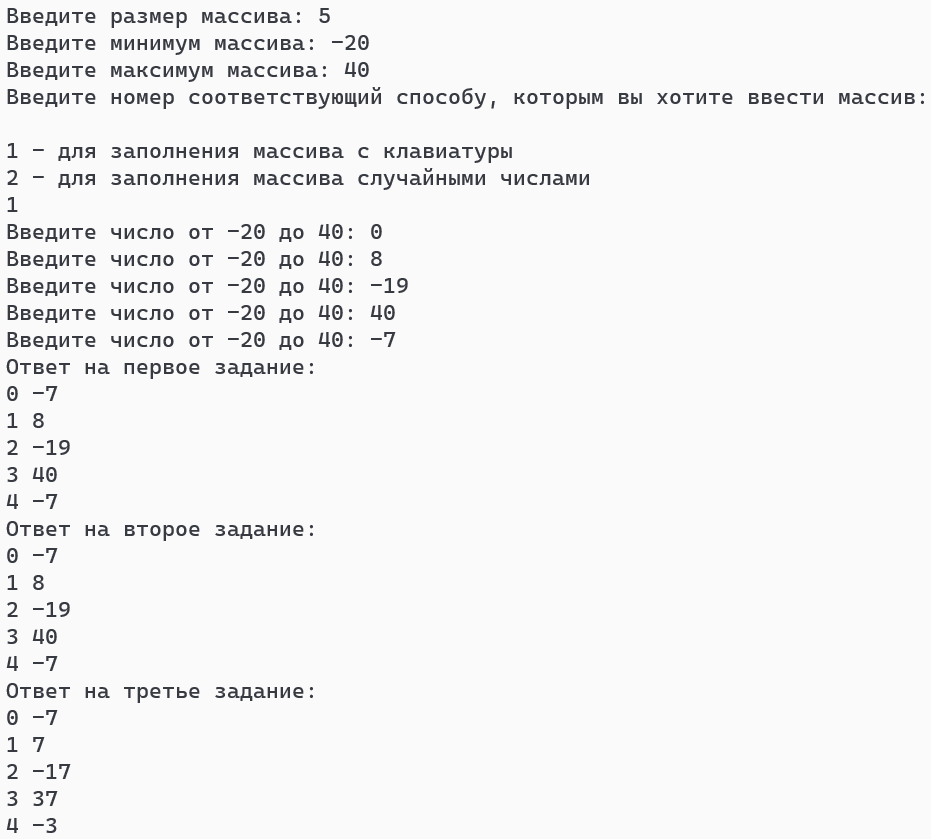 Введите размер массива: 5
Введите минимум массива: -20
Введите максимум массива: 40
Введите номер соответствующий способу, которым вы хотите ввести массив:
1 - для заполнения массива с клавиатуры
2 - для заполнения массива случайными числами
1
Введите число от -20 до 40: 0
Введите число от -20 до 40: 8
Введите число от -20 до 40: -19
Введите число от -20 до 40: 40
Введите число от -20 до 40: -7
Ответ на первое задание:
0 -7
1 8
2 -19
3 40
4 -7
Ответ на второе задание:
0 -7
1 8
2 -19
3 40
4 -7
Ответ на третье задание:
0 -7
1 7
2 -17
3 37
4 -3